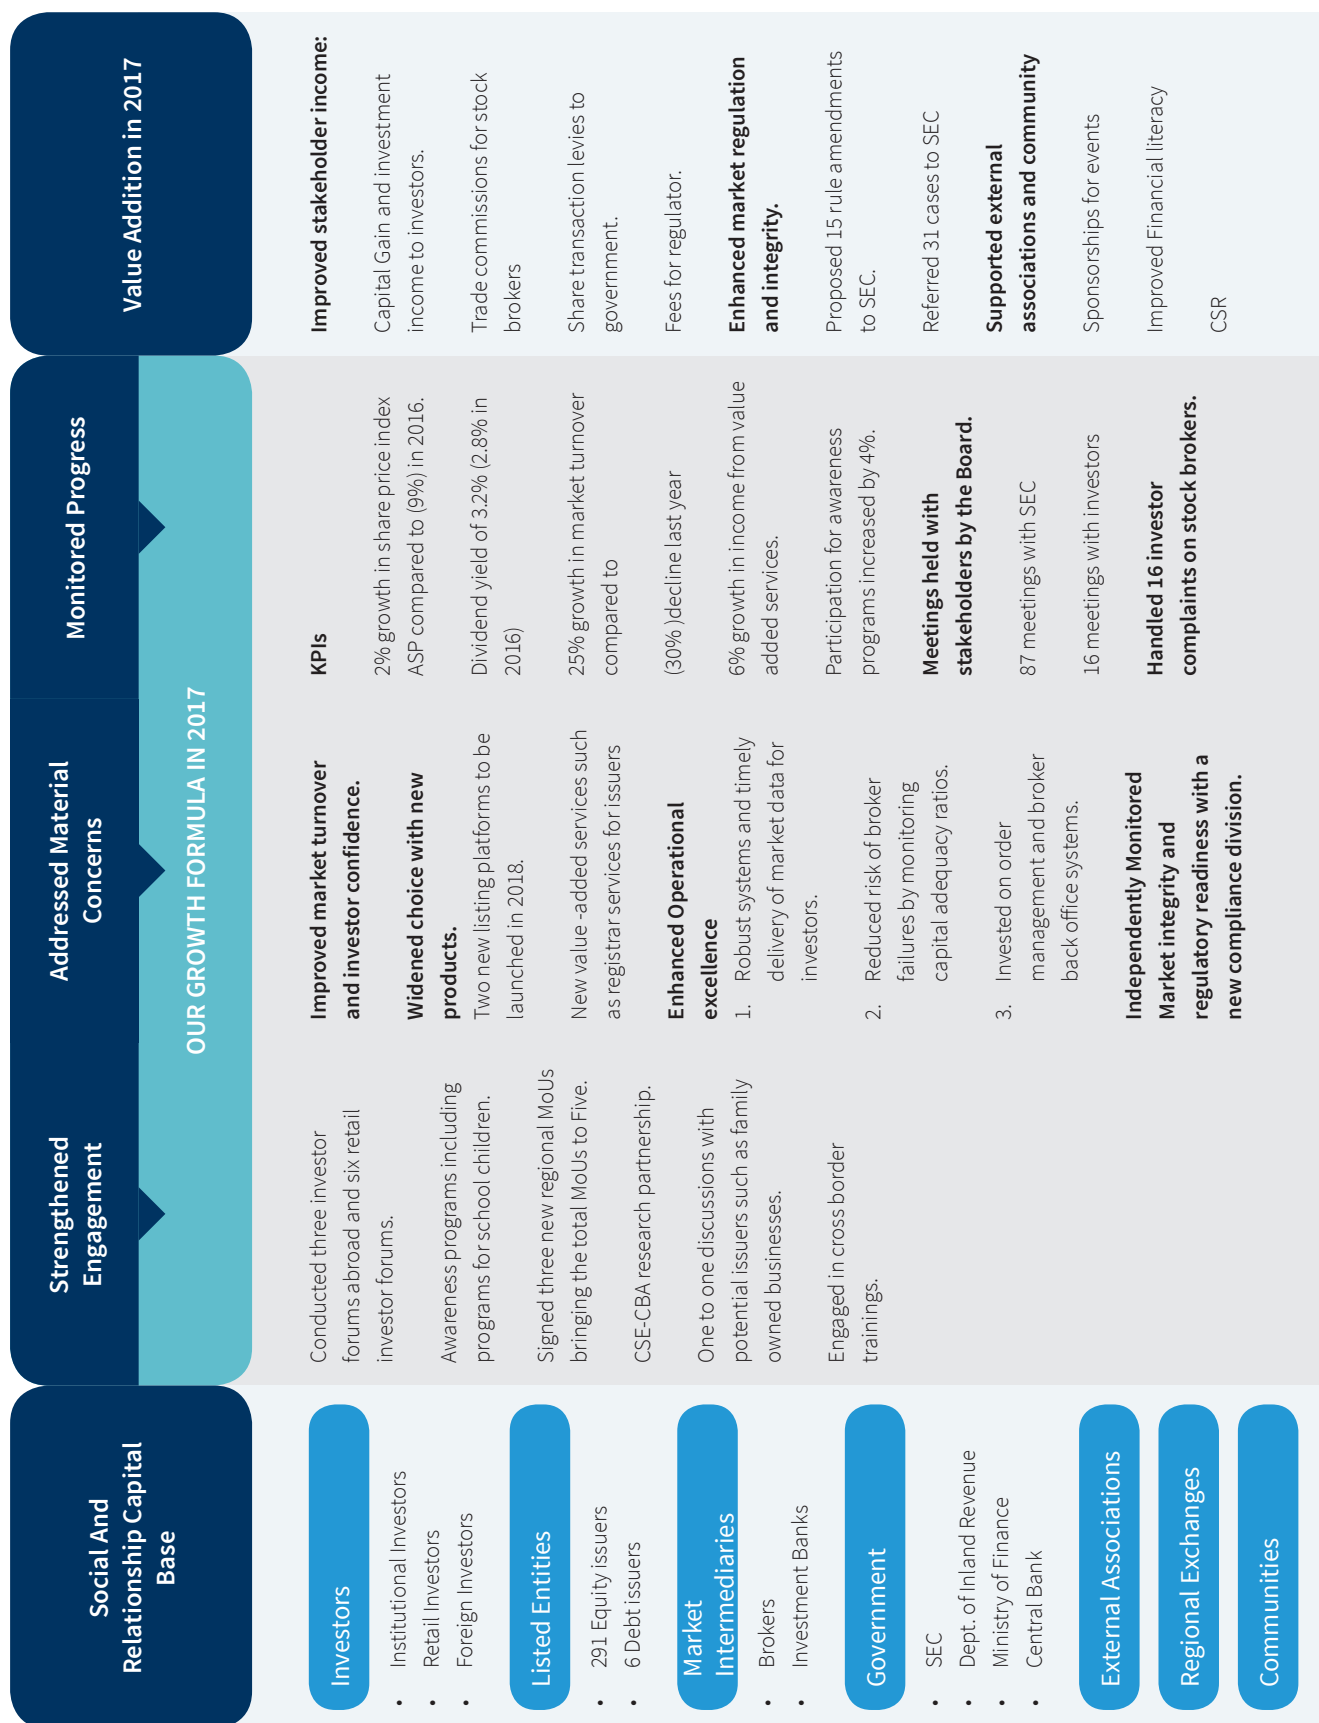 Social And
Relationship Capital
Base
Investors
• Institutional Investors
• Retail Investors
• Foreign Investors
Listed Entities
• 291 Equity issuers
• 6 Debt issuers
Market
Intermediaries
• Brokers
• Investment Banks
Government
• SEC
• Dept. of Inland Revenue
• Ministry of Finance
• Central Bank
External Associations
Regional Exchanges
Communities
OUR GROWTH FORMULA IN 2017
Strengthened
Engagement
Conducted three investor
forums abroad and six retail
investor forums.
Awareness programs including
programs for school children.
Signed three new regional MoUs
bringing the total MoUs to Five.
CSE-CBA research partnership.
One to one discussions with
potential issuers such as family
owned businesses.
Engaged in cross border
trainings.
Addressed Material
Concerns
Improved market turnover
and investor confidence.
Widened choice with new
products.
Two new listing platforms to be
launched in 2018.
New value -added services such
as registrar services for issuers
Enhanced Operational
excellence
1. Robust systems and timely
delivery of market data for
investors.
2. Reduced risk of broker
failures by monitoring
capital adequacy ratios.
3. Invested on order
management and broker
back office systems.
Independently Monitored
Market integrity and
regulatory readiness with a
new compliance division.
Monitored Progress
KPIs
2% growth in share price index
ASP compared to (9%) in 2016.
Dividend yield of 3.2% (2.8% in
2016)
25% growth in market turnover
compared to
(30% )decline last year
6% growth in income from value
added services.
Participation for awareness
programs increased by 4%.
Meetings held with
stakeholders by the Board.
87 meetings with SEC
16 meetings with investors
Handled 16 investor
complaints on stock brokers.
Value Addition in 2017
Improved stakeholder income:
Capital Gain and investment
income to investors.
Trade commissions for stock
brokers
Share transaction levies to
government.
Fees for regulator.
Enhanced market regulation
and integrity.
Proposed 15 rule amendments
to SEC.
Referred 31 cases to SEC
Supported external
associations and community
Sponsorships for events
Improved Financial literacy
CSR